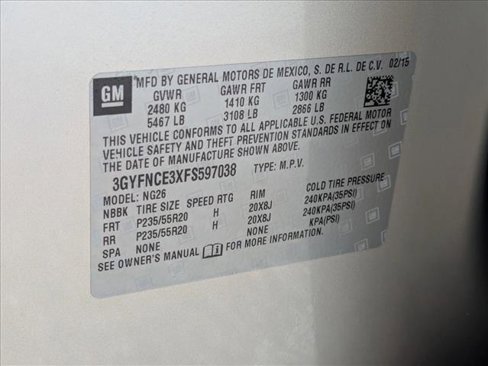 GM
MFD BY GENERAL MOTORS DE MEXICO, S. DE R.L. DE C.V. 02/15
GVWR GAWR FRT GAWR RR
2480 KG 1410 KG 1300 KG
5467 LB 3108 LB 2866 LB
THIS VEHICLE CONFORMS TO ALL APPLICABLE U.S. FEDERAL MOTOR
VEHICLE SAFETY AND THEFT PREVENTION STANDARDS IN EFFECT ON
THE DATE OF MANUFACTURE SHOWN ABOVE.
3GYFNCE3XFS597038 TYPE: M.P.V.
MODEL: NG26
NBBK TIRE SIZE SPEED RTG RIM COLD TIRE PRESSURE
FRT P235/55R20 H 20X8J 240KPA(35PSI)
RR P235/55R20 H 20X8J 240KPA(35PSI)
SPA NONE NONE KPA(PSI)
SEE OWNER'S MANUAL FOR MORE INFORMATION.